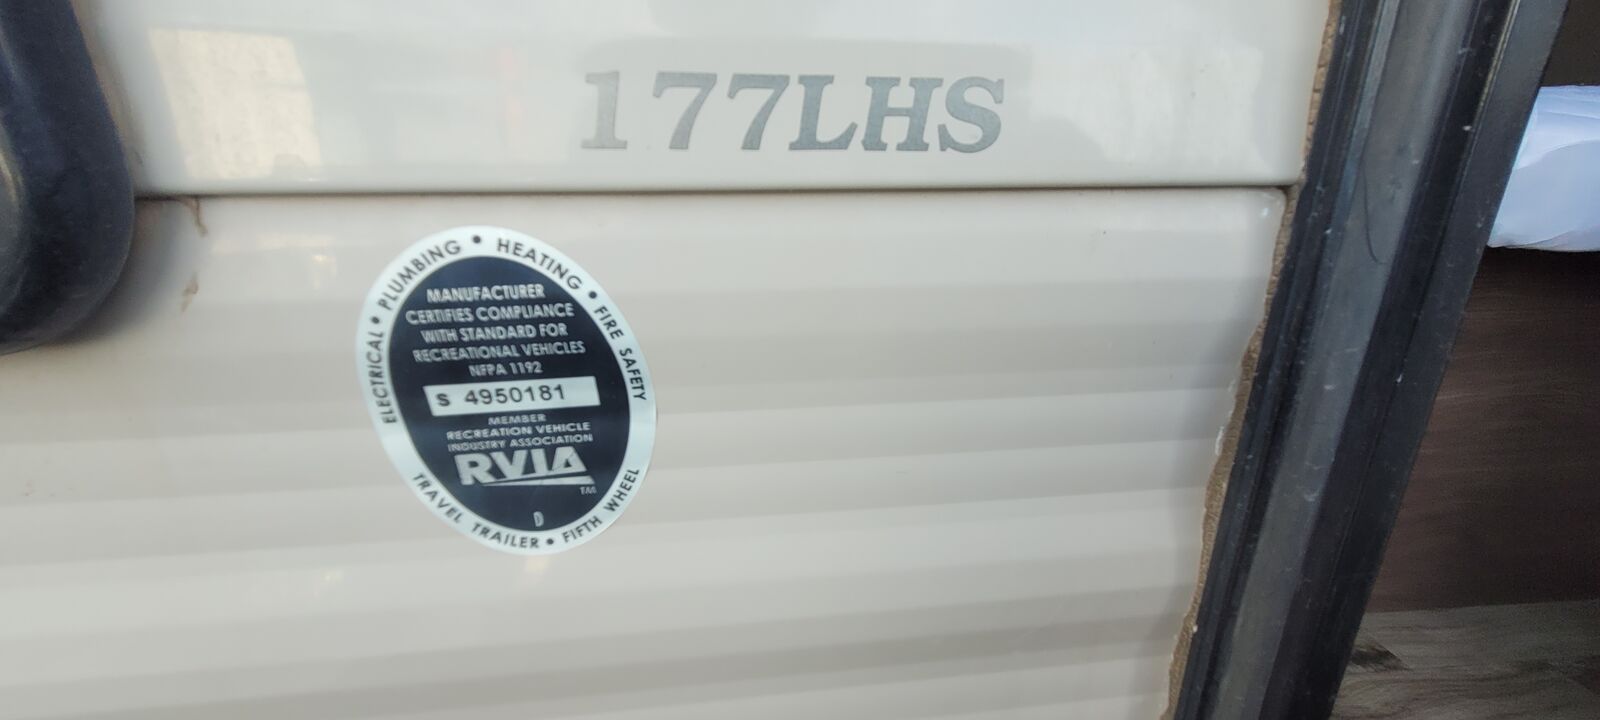 177LHS
ELECTRICAL • PLUMBING • HEATING • FIRE SAFETY
MANUFACTURER
CERTIFIES COMPLIANCE
WITH STANDARD FOR
RECREATIONAL VEHICLES
NFPA 1192
S 4950181
MEMBER
RECREATION VEHICLE
INDUSTRY ASSOCIATION
RVIA
TM
D
TRAVEL TRAILER • FIFTH WHEEL